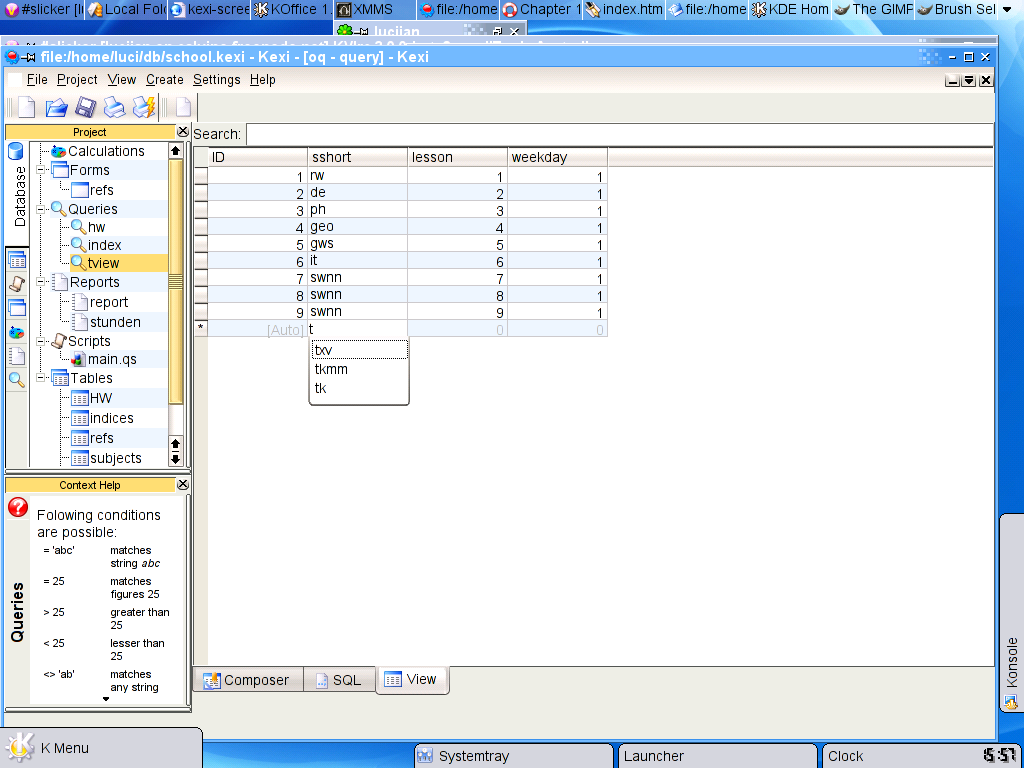 #slicker [l
Local Fol
kexi-scree
KOffice 1.
XMMS
file:/home
Chapter 1
index.htm
file:/home
KDE Hom
The GIMF
Brush Sel
file:/home/luci/db/school.kexi - Kexi - [oq - query] - Kexi
File Project View Create Settings Help
Project
Search:
Database
Calculations
Forms
refs
Queries
hw
index
tview
Reports
report
stunden
Scripts
main.qs
Tables
HW
indices
refs
subjects
ID sshort lesson weekday
1 rw 1 1
2 de 2 1
3 ph 3 1
4 geo 4 1
5 gws 5 1
6 it 6 1
7 swnn 7 1
8 swnn 8 1
9 swnn 9 1
* [Auto] t 0 0
txv
tkmm
tk
Context Help
Queries
Folowing conditions
are possible:
= 'abc' matches
string abc
= 25 matches
figures 25
> 25 greater than
25
< 25 lesser than
25
<> 'ab' matches
any string
Composer SQL View
Konsole
K Menu
Systemtray
Launcher
Clock